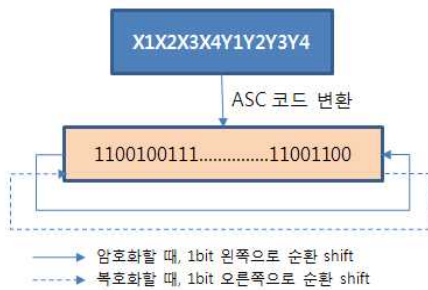 X1X2X3X4Y1Y2Y3Y4
ASC 코드 변환
1100100111...............11001100
암호화할 때, 1bit 왼쪽으로 순환 shift
복호화할 때, 1bit 오른쪽으로 순환 shift